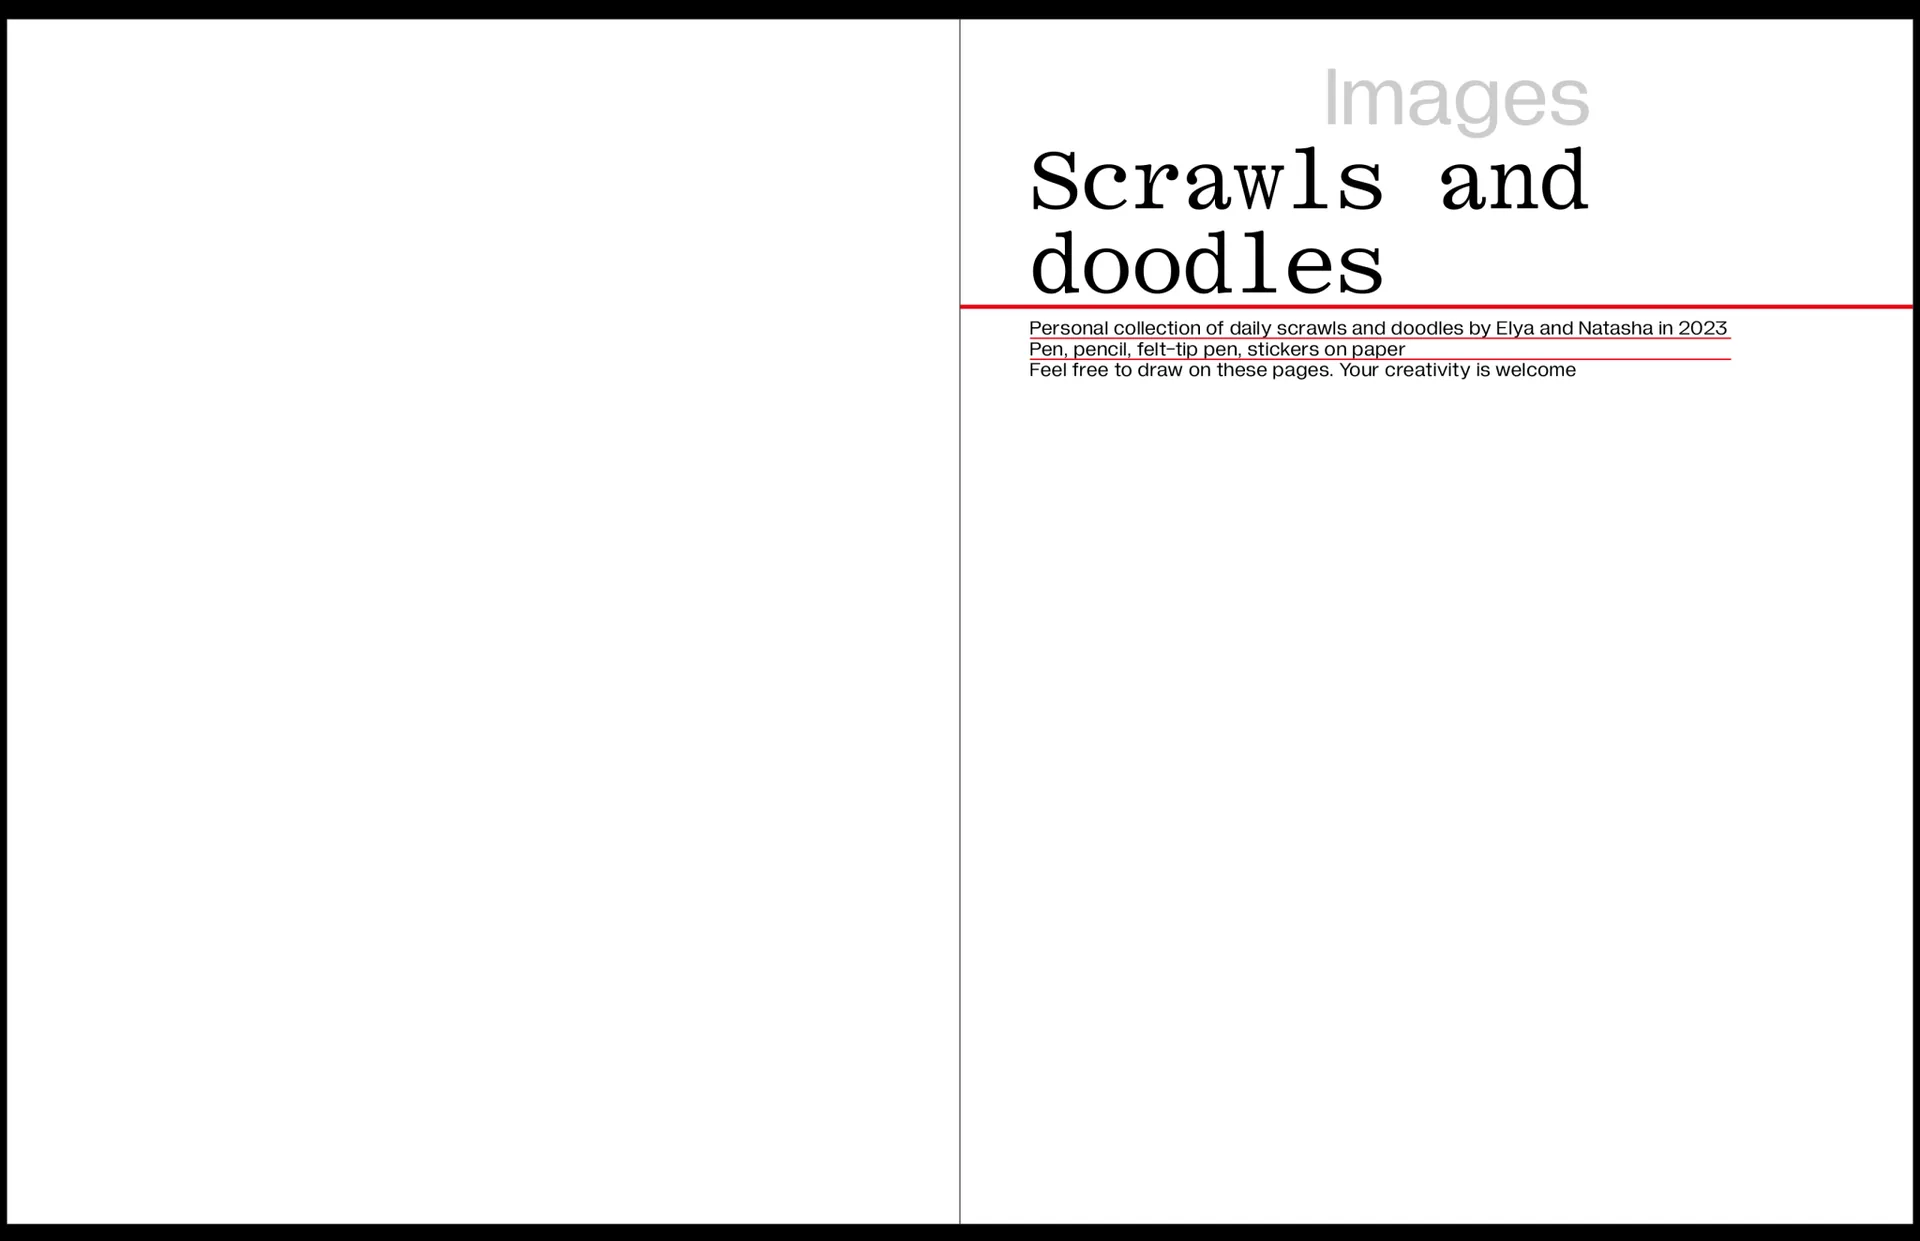 Images
Scrawls and
doodles
Personal collection of daily scrawls and doodles by Elya and Natasha in 2023
Pen, pencil, felt-tip pen, stickers on paper
Feel free to draw on these pages. Your creativity is welcome